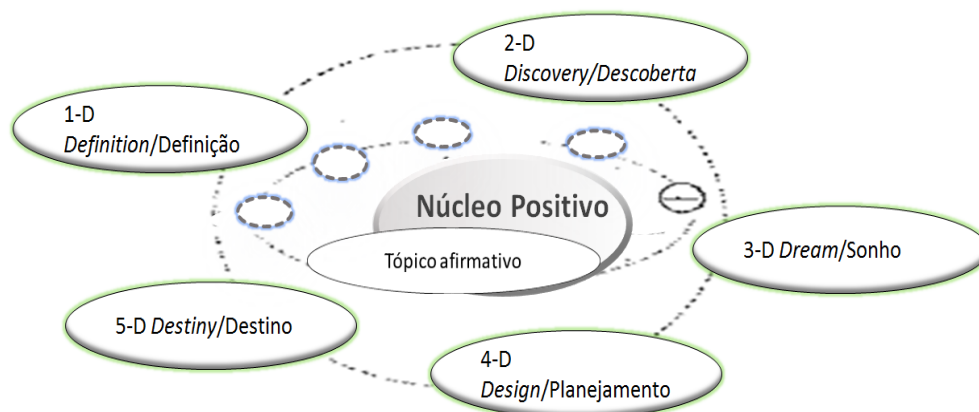 1-D
Definition/Definição
2-D
Discovery/Descoberta
Núcleo Positivo
Tópico afirmativo
3-D Dream/Sonho
4-D
Design/Planejamento
5-D Destiny/Destino